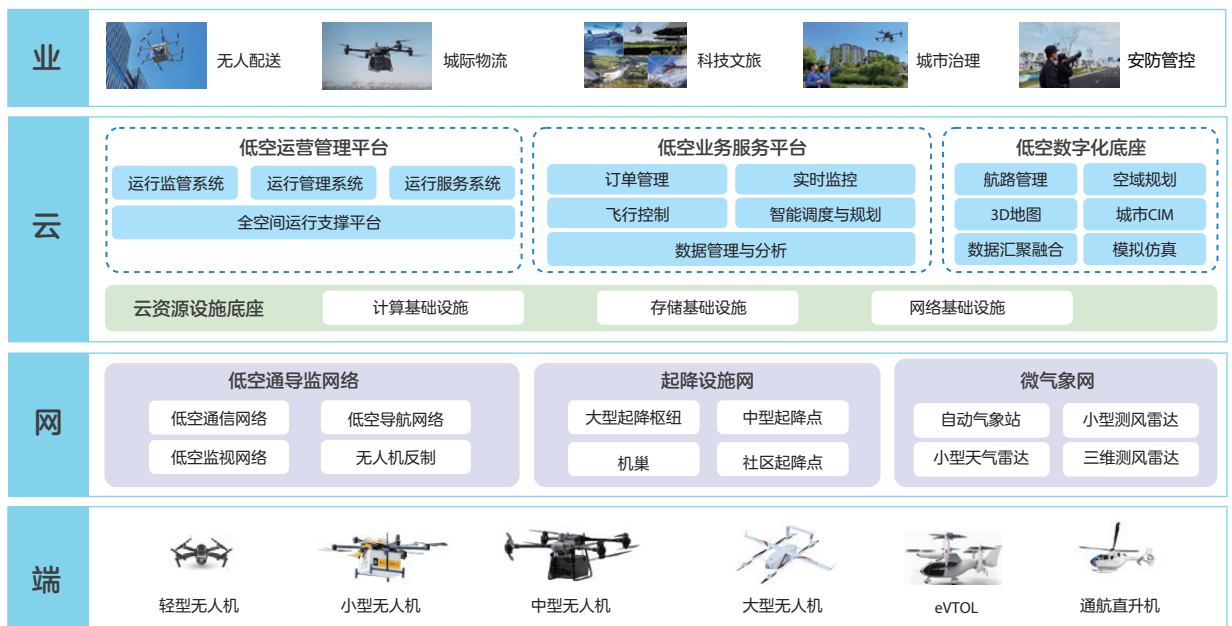 业
无人配送
城际物流
科技文旅
城市治理
安防管控
云
低空运营管理平台
运行监管系统
运行管理系统
运行服务系统
全空间运行支撑平台
低空业务服务平台
订单管理
实时监控
飞行控制
智能调度与规划
数据管理与分析
低空数字化底座
航路管理
空域规划
3D地图
城市CIM
数据汇聚融合
模拟仿真
云资源设施底座
计算基础设施
存储基础设施
网络基础设施
网
低空通导监网络
低空通信网络
低空导航网络
低空监视网络
无人机反制
起降设施网
大型起降枢纽
中型起降点
机巢
社区起降点
微气象网
自动气象站
小型测风雷达
小型天气雷达
三维测风雷达
端
轻型无人机
小型无人机
中型无人机
大型无人机
eVTOL
通航直升机